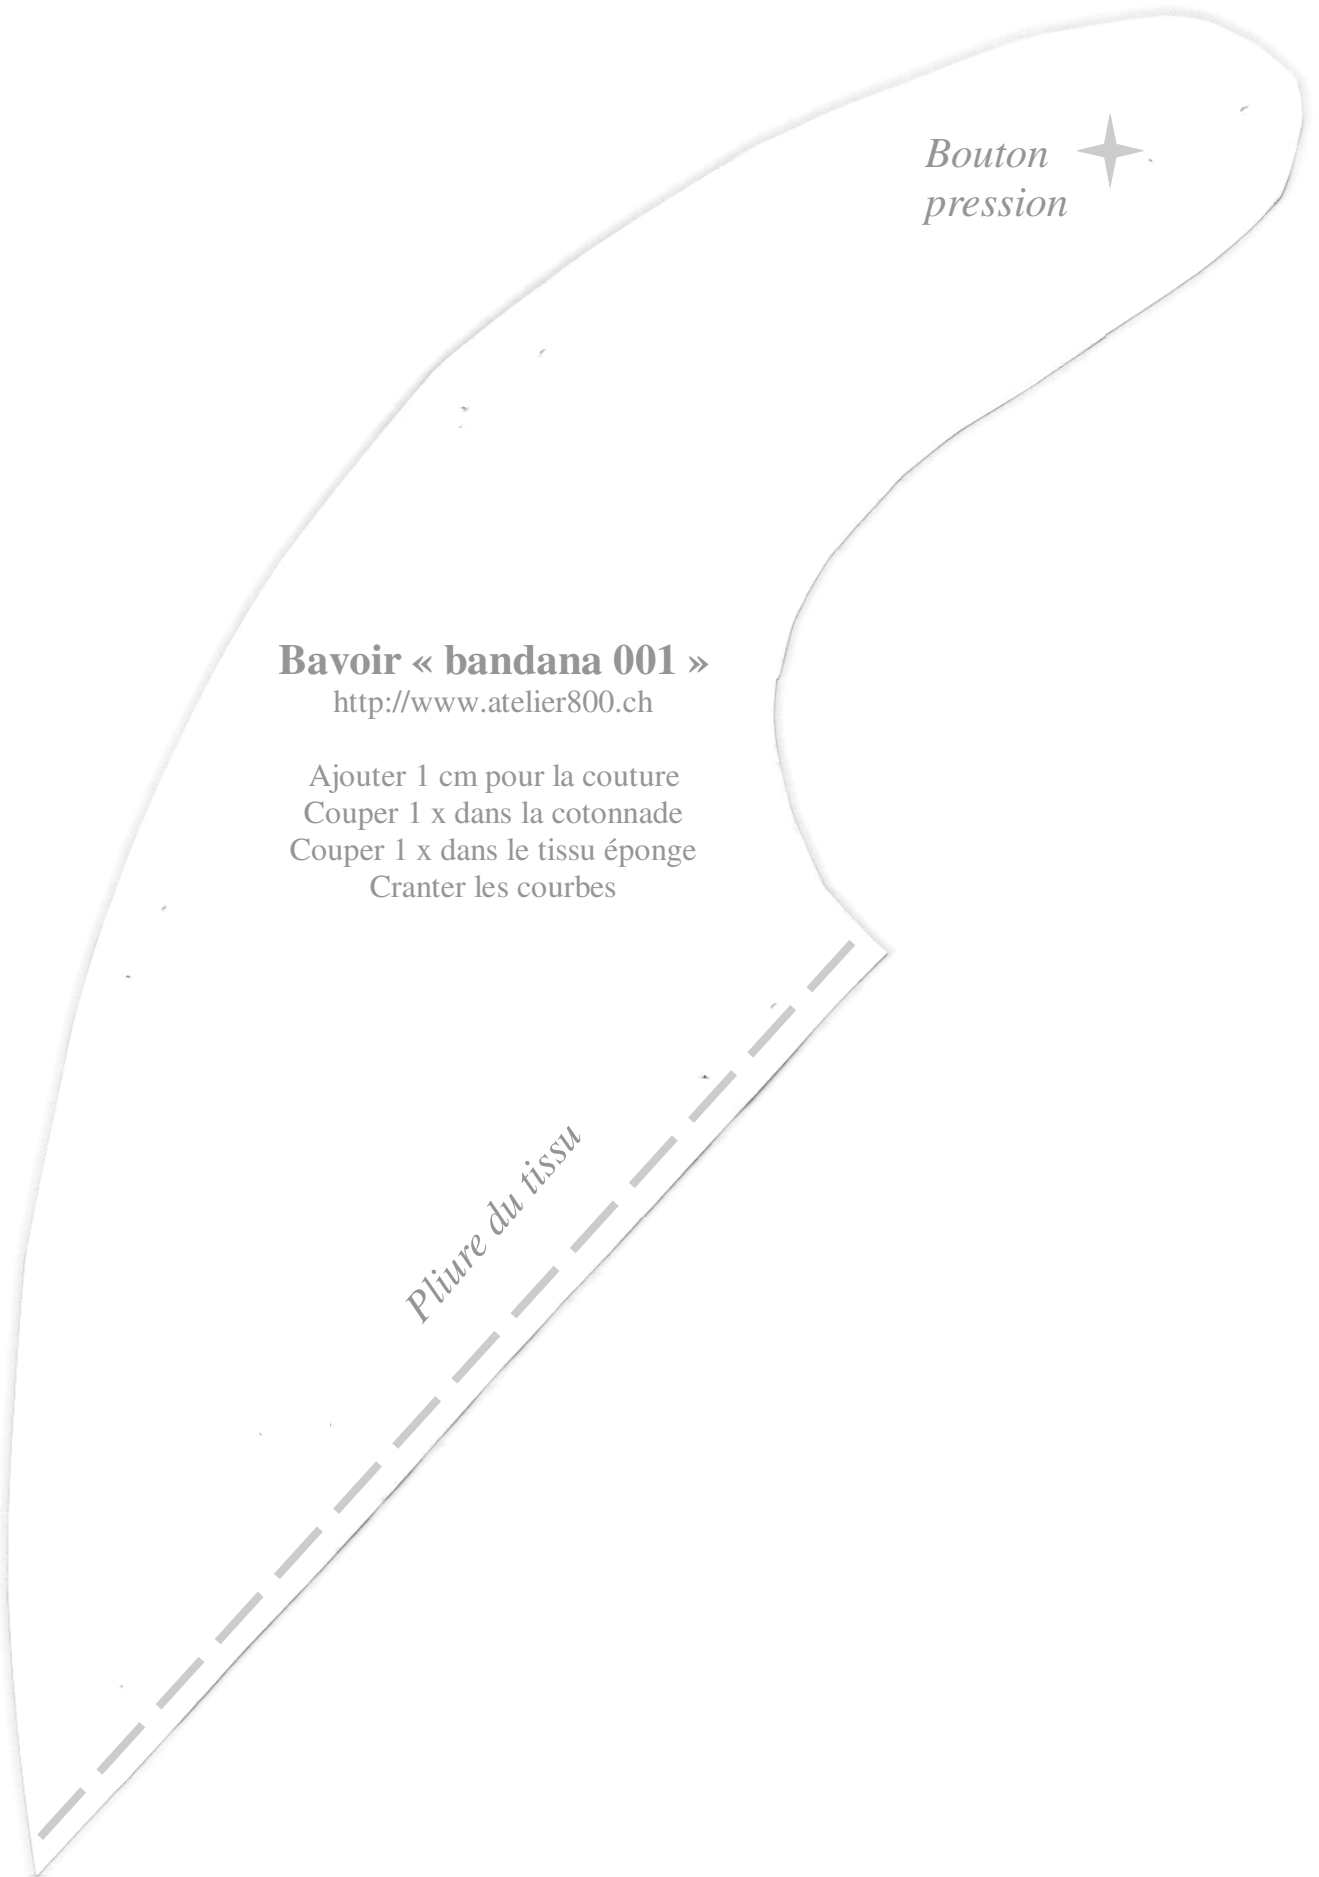 Bouton
pression
Bavoir « bandana 001 »
http://www.atelier800.ch
Ajouter 1 cm pour la couture
Couper 1 x dans la cotonnade
Couper 1 x dans le tissu éponge
Cranter les courbes
Pliure du tissu